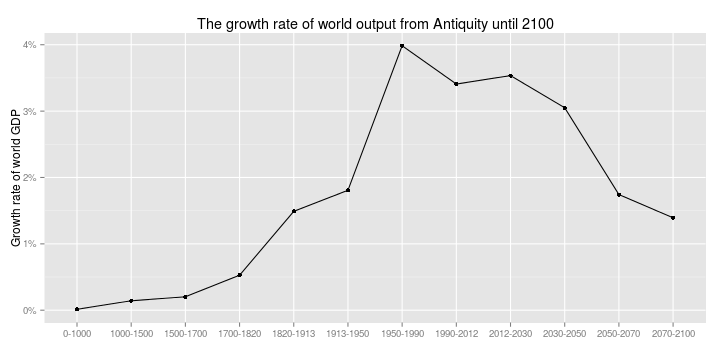 The growth rate of world output from Antiquity until 2100
Growth rate of world GDP
4%
3%
2%
1%
0%
0-1000 1000-1500 1500-1700 1700-1820 1820-1913 1913-1950 1950-1990 1990-2012 2012-2030 2030-2050 2050-2070 2070-2100